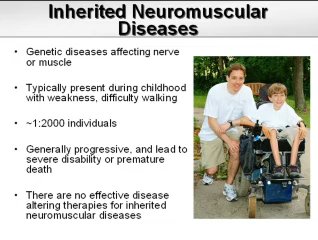 Inherited Neuromuscular
Diseases
• Genetic diseases affecting nerve
or muscle
• Typically present during childhood
with weakness, difficulty walking
• ~1:2000 individuals
• Generally progressive, and lead to
severe disability or premature
death
• There are no effective disease
altering therapies for inherited
neuromuscular diseases